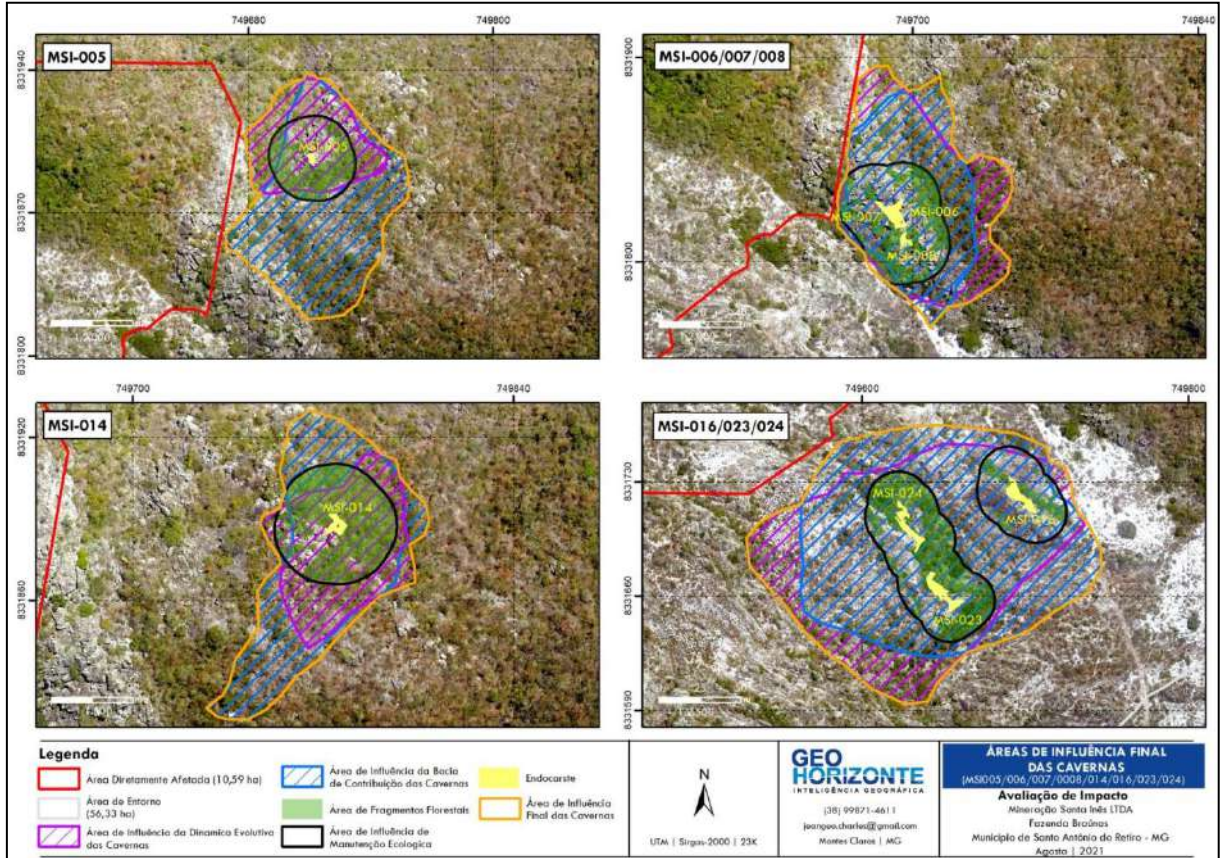 749680 749800
749700 749840
MSI-005
MSI-006/007/008
8331940
8331870
8331800
8331900
8331800
MSI-005
MSI-007
MSI-006
MSI-008
749700 749840
749600 749800
MSI-014
MSI-016/023/024
8331920
8331860
8331730
8331660
8331590
MSI-014
MSI-024
MSI-023
Legenda
Área Diretamente Afetada (10,59 ha)
Área de Entorno
(56,33 ha)
Área de Influência da Dinamica Evolutiva
das Cavernas
Área de Influência da Bacia
de Contribuição das Cavernas
Área de Fragmentos Florestais
Área de Influência de
Manutenção Ecologica
Endocarste
Área de Influência
Final das Cavernas
N
UTM | Sirgas-2000 | 23K
GEO
HORIZONTE
INTELIGÊNCIA GEOGRÁFICA
(38) 99871-4611
jeangeo.charles@gmail.com
Montes Claros | MG
ÁREAS DE INFLUÊNCIA FINAL
DAS CAVERNAS
(MSI005/006/007/0008/014/016/023/024)
Avaliação de Impacto
Mineração Santa Inês LTDA
Fazenda Braúnas
Município de Santo Antônio do Retiro - MG
Agosto | 2021